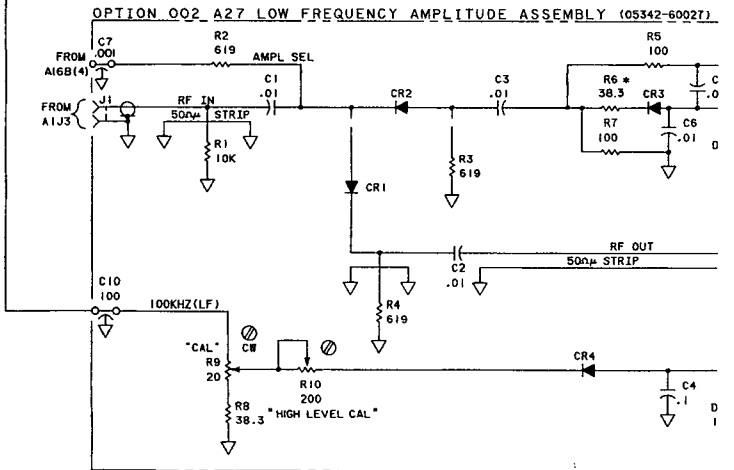 OPTION 002 A27 LOW FREQUENCY AMPLITUDE ASSEMBLY (05342-60027)
C7
.001
FROM
A16B(4)
R2
619
AMPL SEL
R5
100
C1
.01
CR2
C3
.01
R6*
38.3
CR3
C
.0
FROM
A1J3
J1
RF IN
50Ωµ STRIP
R1
10K
R7
100
C6
.01
D
R3
619
CR1
RF OUT
50Ωµ STRIP
C2
.01
R4
619
C10
100
100KHZ(LF)
CW
"CAL"
R9
20
R10
200
"HIGH LEVEL CAL"
R8
38.3
CR4
C4
.1
D
1